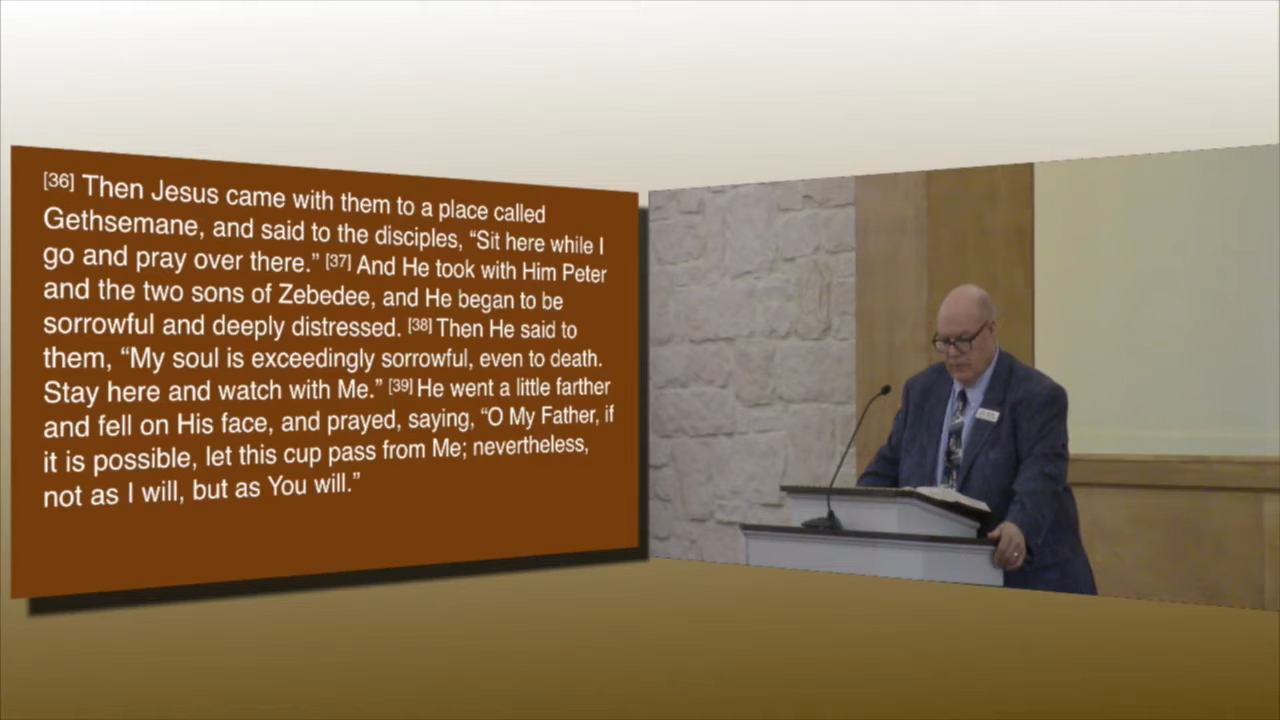 [36] Then Jesus came with them to a place called
Gethsemane, and said to the disciples, “Sit here while I
go and pray over there.” [37] And He took with Him Peter
and the two sons of Zebedee, and He began to be
sorrowful and deeply distressed. [38] Then He said to
them, “My soul is exceedingly sorrowful, even to death.
Stay here and watch with Me.” [39] He went a little farther
and fell on His face, and prayed, saying, “O My Father, if
it is possible, let this cup pass from Me; nevertheless,
not as I will, but as You will.”